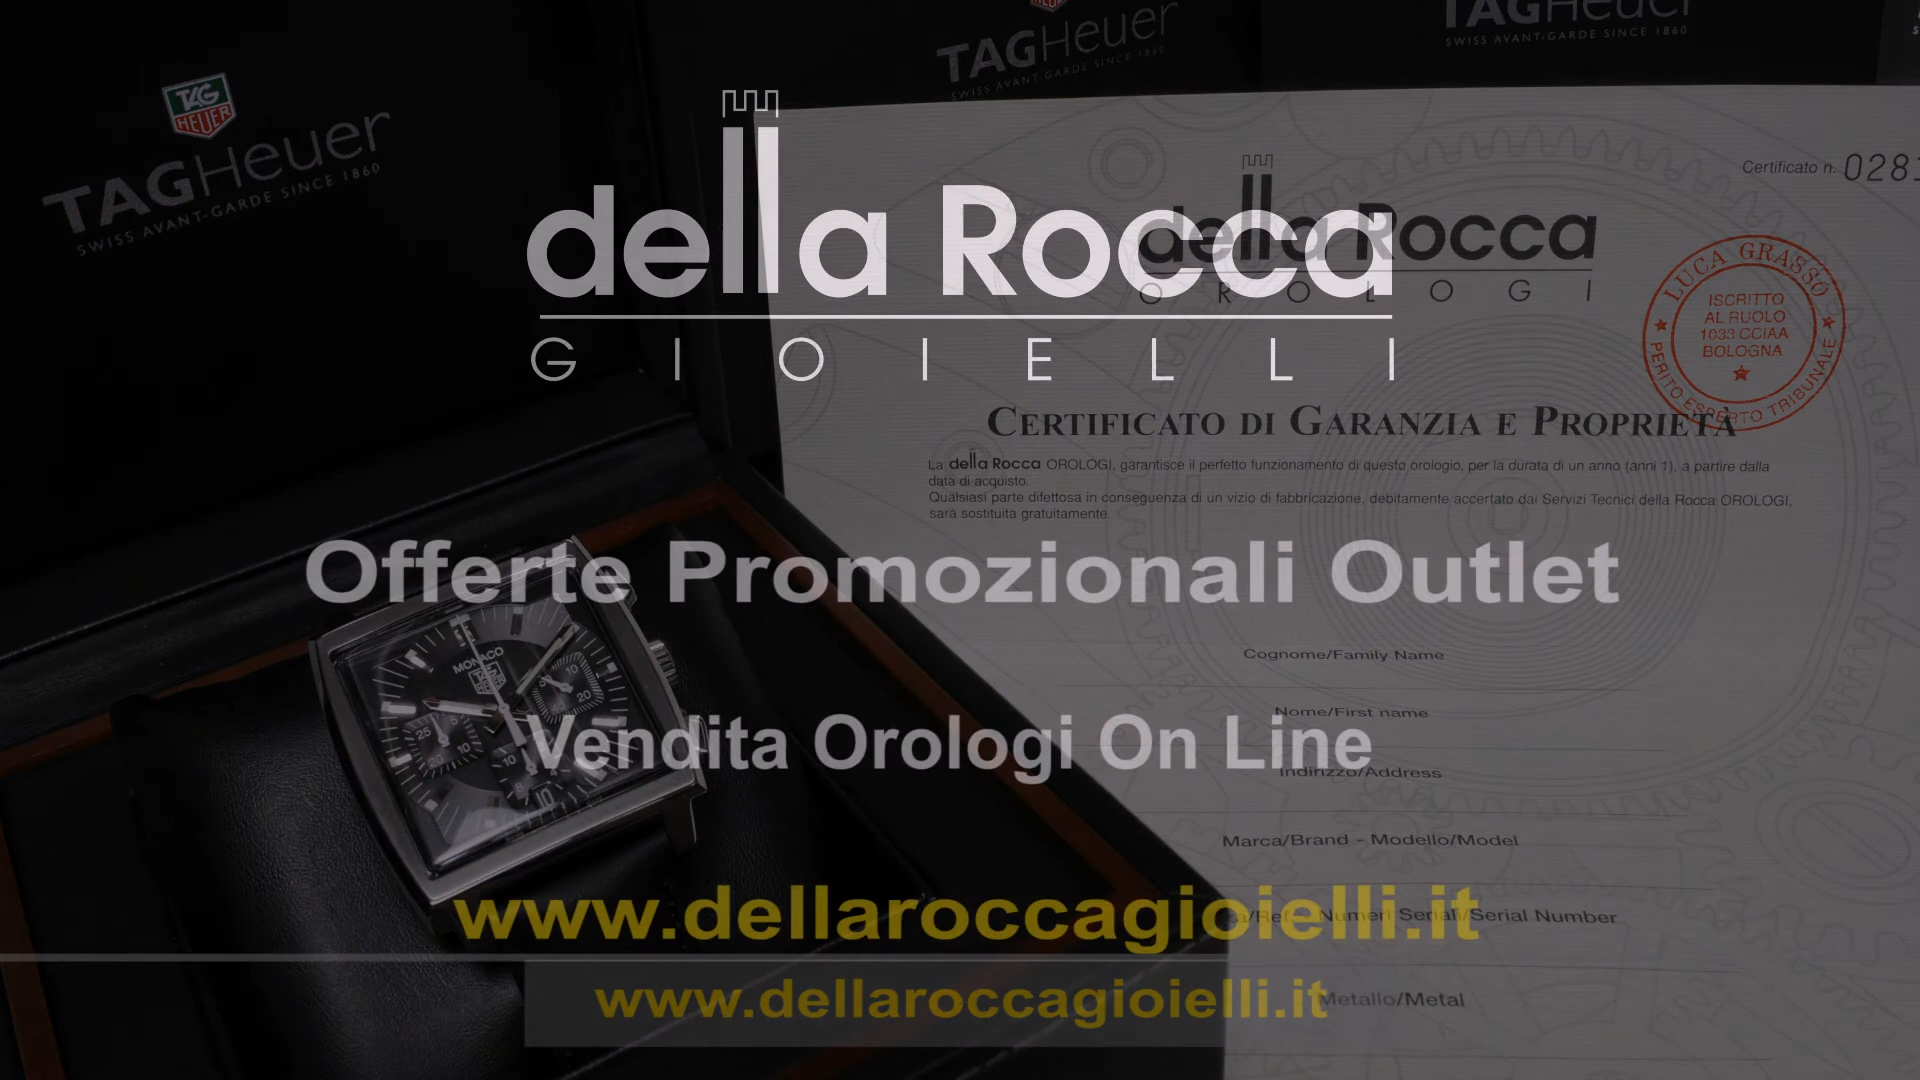 TAGHeuer
SWISS AVANT-GARDE SINCE 1860
TAGHeuer
SWISS AVANT-GARDE SINCE 1860
TAG
HEUER
TAGHeuer
SWISS AVANT-GARDE SINCE 1860
della Rocca
GIOIELLI
Certificato n. 0281
della Rocca
OROLOGI
LUCA GRASSO
ISCRITTO
AL RUOLO
1033 CCIAA
BOLOGNA
PERITO ESPERTO TRIBUNALE
CERTIFICATO DI GARANZIA E PROPRIETÀ
La della Rocca OROLOGI, garantisce il perfetto funzionamento di questo orologio, per la durata di un anno (anni 1), a partire dalla
data di acquisto.
Qualsiasi parte difettosa in conseguenza di un vizio di fabbricazione, debitamente accertato dai Servizi Tecnici della Rocca OROLOGI,
sarà sostituita gratuitamente
Offerte Promozionali Outlet
Cognome/Family Name
MONACO
Nome/First name
Vendita Orologi On Line
Indirizzo/Address
Marca/Brand - Modello/Model
www.dellaroccagioielli.it
Numeri Seriali/Serial Number
www.dellaroccagioielli.it
Metallo/Metal